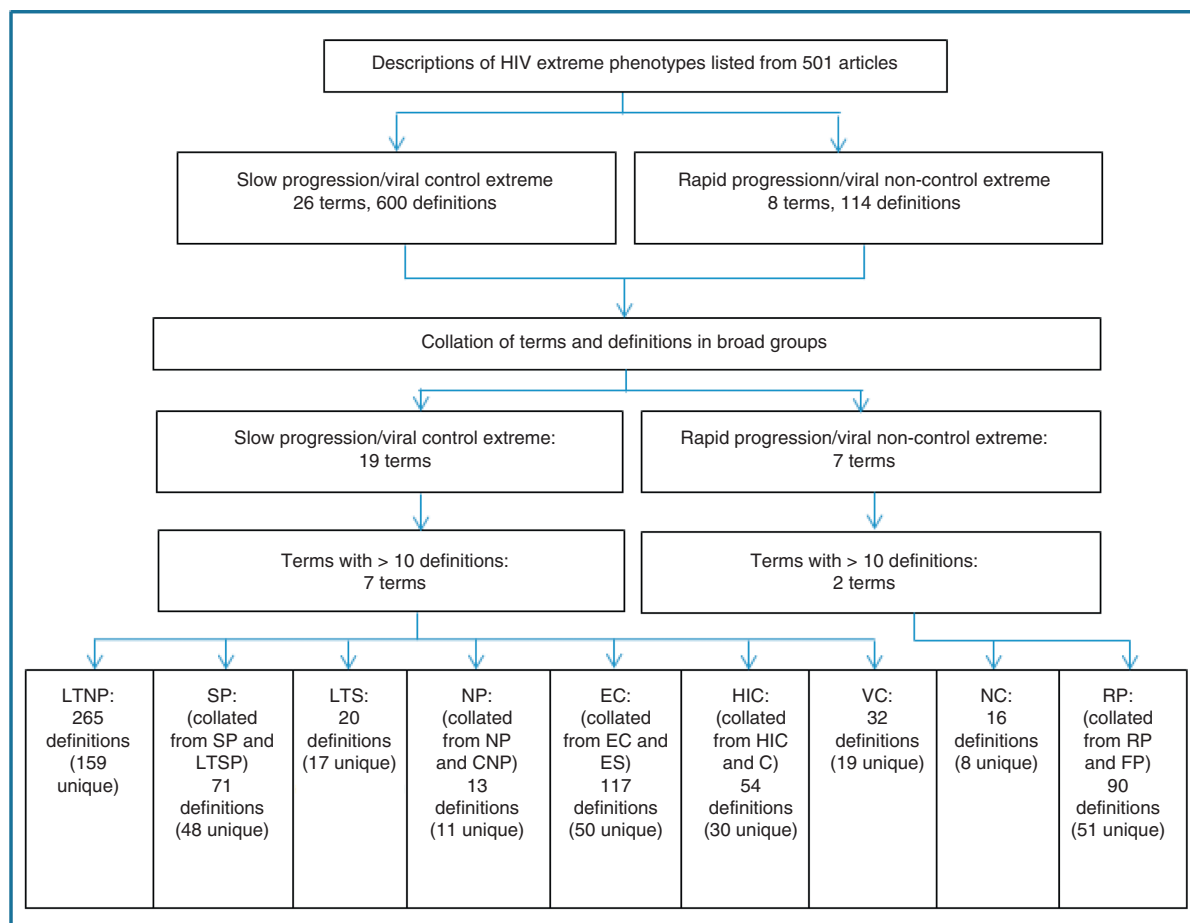 Descriptions of HIV extreme phenotypes listed from 501 articles
Slow progression/viral control extreme
26 terms, 600 definitions
Rapid progressionn/viral non-control extreme
8 terms, 114 definitions
Collation of terms and definitions in broad groups
Slow progression/viral control extreme:
19 terms
Rapid progression/viral non-control extreme:
7 terms
Terms with > 10 definitions:
7 terms
Terms with > 10 definitions:
2 terms
LTNP:
265
definitions
(159
unique)
SP:
(collated
from SP and
LTSP)
71
definitions
(48 unique)
LTS:
20
definitions
(17 unique)
NP:
(collated
from NP
and CNP)
13
definitions
(11 unique)
EC:
(collated
from EC and
ES)
117
definitions
(50 unique)
HIC:
(collated
from HIC
and C)
54
definitions
(30 unique)
VC:
32
definitions
(19 unique)
NC:
16
definitions
(8 unique)
RP:
(collated
from RP
and FP)
90
definitions
(51 unique)